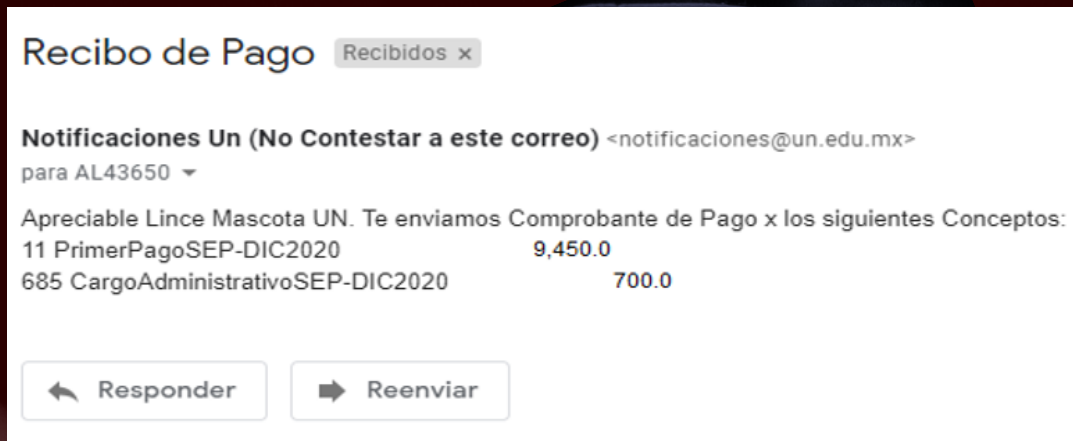 Recibo de Pago Recibidos x
Notificaciones Un (No Contestar a este correo) <notificaciones@un.edu.mx>
para AL43650
Apreciable Lince Mascota UN. Te enviamos Comprobante de Pago x los siguientes Conceptos:
11 PrimerPagoSEP-DIC2020 9,450.0
685 CargoAdministrativoSEP-DIC2020 700.0
Responder Reenviar